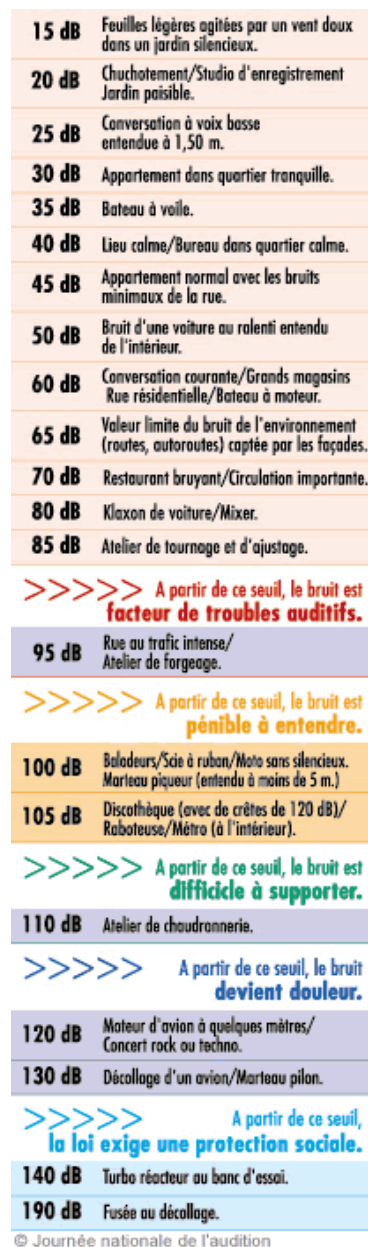 15 dB Feuilles légères agitées par un vent doux
dans un jardin silencieux.
20 dB Chuchotement/Studio d'enregistrement
Jardin paisible.
25 dB Conversation à voix basse
entendue à 1,50 m.
30 dB Appartement dans quartier tranquille.
35 dB Bateau à voile.
40 dB Lieu calme/Bureau dans quartier calme.
45 dB Appartement normal avec les bruits
minimaux de la rue.
50 dB Bruit d'une voiture au ralenti entendu
de l'intérieur.
60 dB Conversation courante/Grands magasins
Rue résidentielle/Bateau à moteur.
65 dB Valeur limite du bruit de l'environnement
(routes, autoroutes) captée par les façades.
70 dB Restaurant bruyant/Circulation importante.
80 dB Klaxon de voiture/Mixer.
85 dB Atelier de tournage et d'ajustage.
>>>>> A partir de ce seuil, le bruit est
facteur de troubles auditifs.
95 dB Rue au trafic intense/
Atelier de forgeage.
>>>>> A partir de ce seuil, le bruit est
pénible à entendre.
100 dB Baladeurs/Scie à ruban/Moto sans silencieux.
Marteau piqueur (entendu à moins de 5 m.)
105 dB Discothèque (avec de crêtes de 120 dB)/
Raboteuse/Métro (à l'intérieur).
>>>>> A partir de ce seuil, le bruit est
difficicle à supporter.
110 dB Atelier de chaudronnerie.
>>>>> A partir de ce seuil, le bruit
devient douleur.
120 dB Moteur d'avion à quelques mètres/
Concert rock ou techno.
130 dB Décollage d'un avion/Marteau pilon.
>>>>> A partir de ce seuil,
la loi exige une protection sociale.
140 dB Turbo réacteur au banc d'essai.
190 dB Fusée au décollage.
© Journée nationale de l'audition